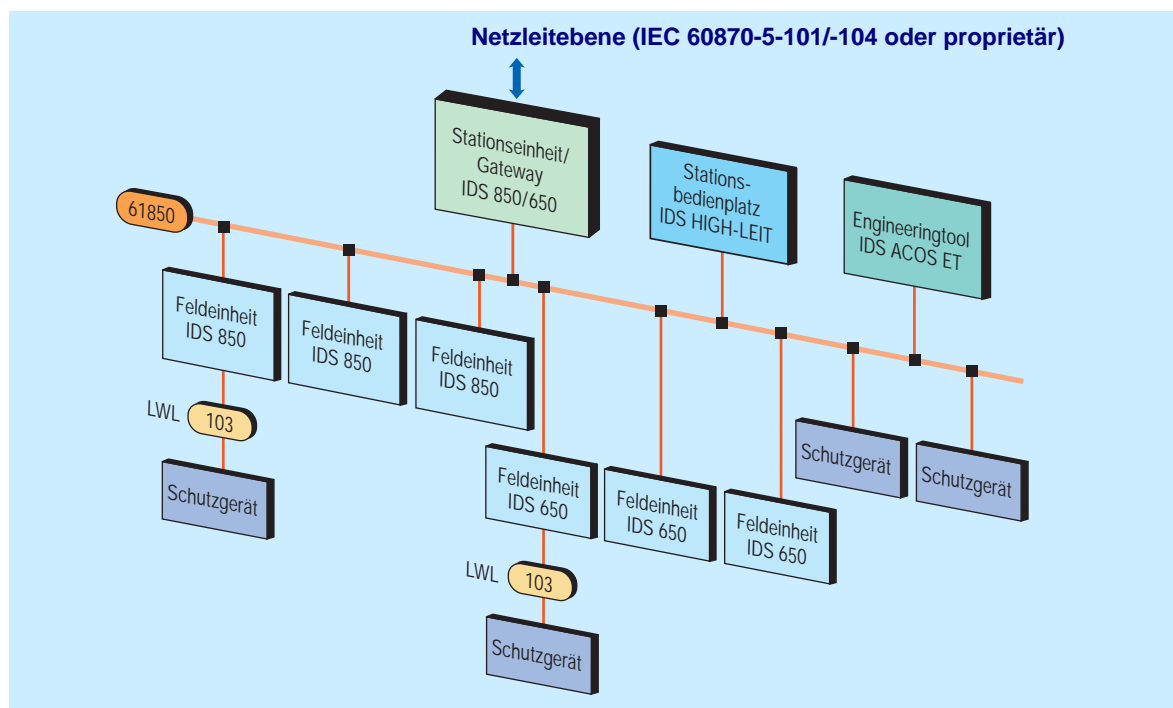 Netzleitebene (IEC 60870-5-101/-104 oder proprietär)
Stationseinheit/
Gateway
IDS 850/650
Stations-
bedienplatz
IDS HIGH-LEIT
Engineeringtool
IDS ACOS ET
61850
Feldeinheit
IDS 850
Feldeinheit
IDS 850
Feldeinheit
IDS 850
LWL
103
Schutzgerät
Feldeinheit
IDS 650
Feldeinheit
IDS 650
Feldeinheit
IDS 650
Schutzgerät
Schutzgerät
LWL
103
Schutzgerät